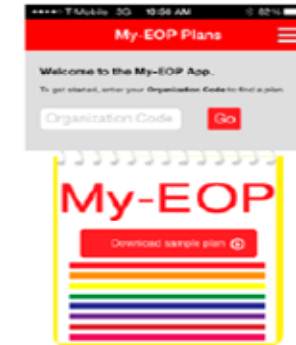 T-Mobile 3G 10:56 AM 82%
My-EOP Plans
Welcome to the My-EOP App.
To get started, enter your Organization Code to find a plan.
Organization Code Go
My-EOP
Download sample plan